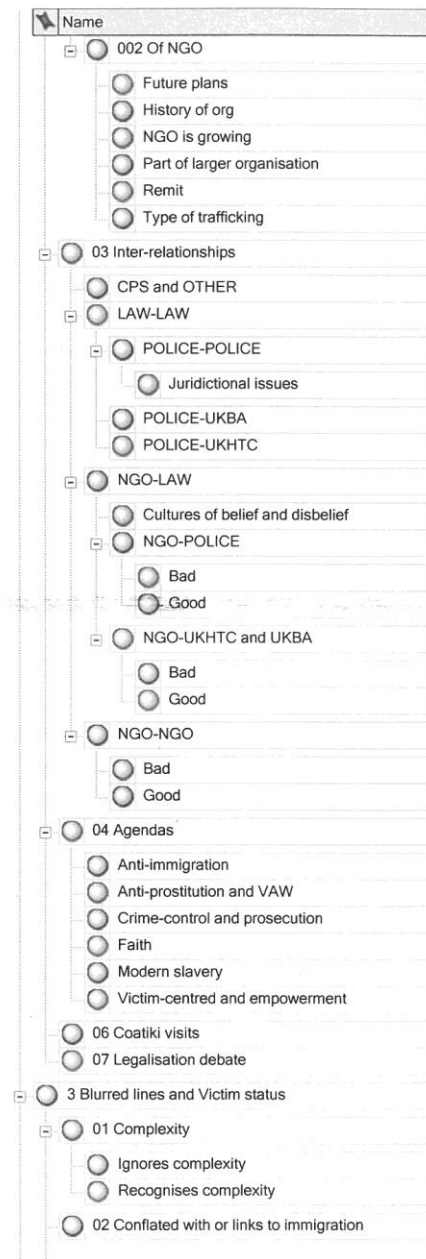 Name
002 Of NGO
Future plans
History of org
NGO is growing
Part of larger organisation
Remit
Type of trafficking
03 Inter-relationships
CPS and OTHER
LAW-LAW
POLICE-POLICE
Juridictional issues
POLICE-UKBA
POLICE-UKHTC
NGO-LAW
Cultures of belief and disbelief
NGO-POLICE
Bad
Good
NGO-UKHTC and UKBA
Bad
Good
NGO-NGO
Bad
Good
04 Agendas
Anti-immigration
Anti-prostitution and VAW
Crime-control and prosecution
Faith
Modern slavery
Victim-centred and empowerment
06 Coatiki visits
07 Legalisation debate
3 Blurred lines and Victim status
01 Complexity
Ignores complexity
Recognises complexity
02 Conflated with or links to immigration